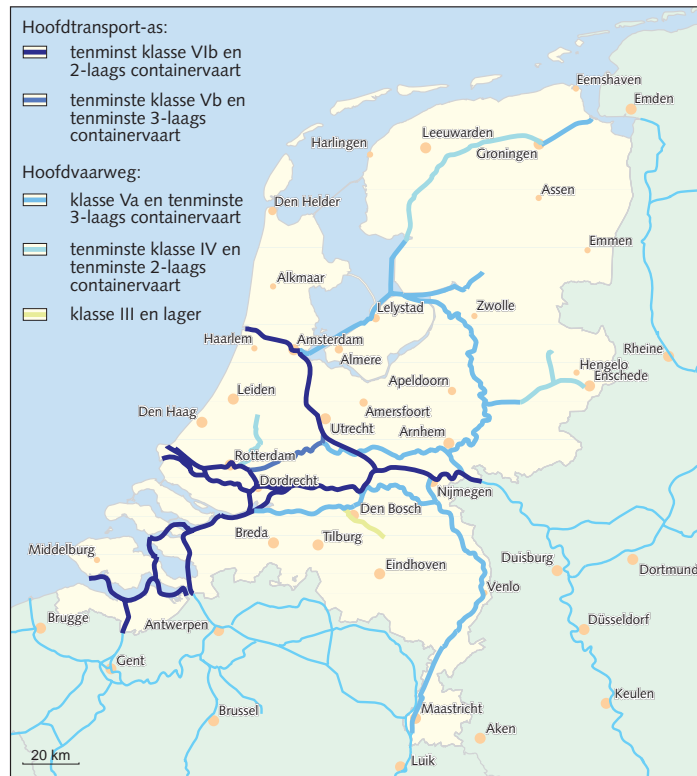 Hoofdtransport-as:
tenminst klasse VIb en
2-laags containervaart
tenminste klasse Vb en
tenminste 3-laags
containervaart
Hoofdvaarweg:
klasse Va en tenminste
3-laags containervaart
tenminste klasse IV en
tenminste 2-laags
containervaart
klasse III en lager
Eemshaven
Emden
Leeuwarden
Harlingen
Groningen
Assen
Den Helder
Emmen
Alkmaar
Lelystad
Zwolle
Haarlem
Amsterdam
Almere
Rheine
Hengelo
Enschede
Apeldoorn
Leiden
Amersfoort
Den Haag
Utrecht
Arnhem
Rotterdam
Dordrecht
Nijmegen
Den Bosch
Breda
Tilburg
Middelburg
Eindhoven
Duisburg
Dortmund
Venlo
Brugge
Antwerpen
Düsseldorf
Gent
Keulen
Maastricht
Brussel
Aken
20 km
Luik